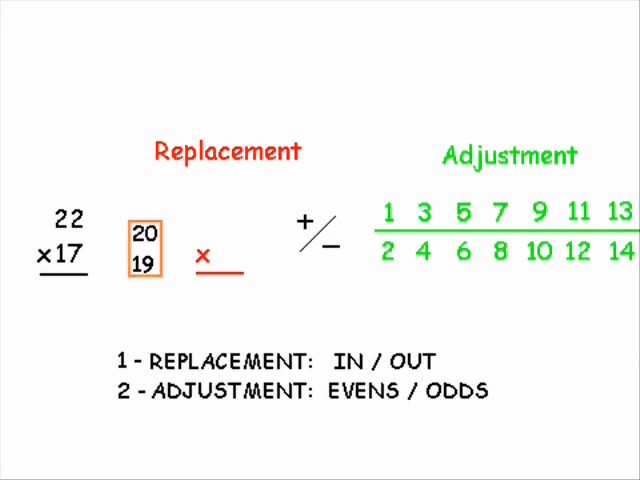 Replacement
Adjustment
22
x17
20
19
x
+/−
1 3 5 7 9 11 13
2 4 6 8 10 12 14
1 - REPLACEMENT: IN / OUT
2 - ADJUSTMENT: EVENS / ODDS